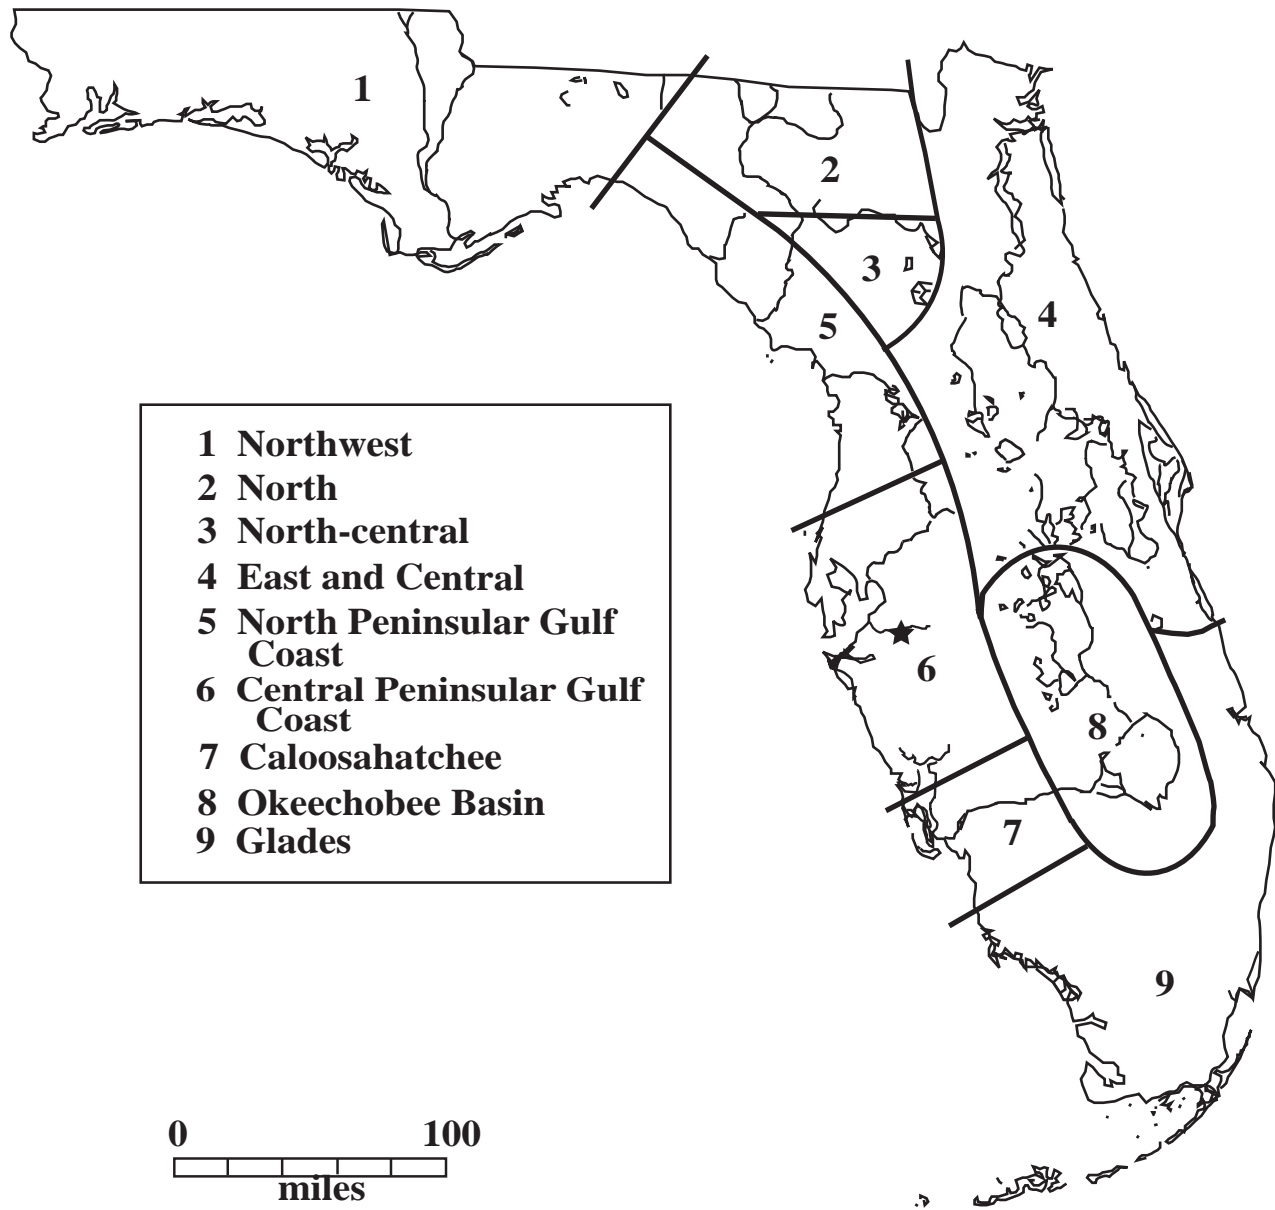 1
2
3
4
5
1 Northwest
2 North
3 North-central
4 East and Central
5 North Peninsular Gulf
Coast
6 Central Peninsular Gulf
Coast
7 Caloosahatchee
8 Okeechobee Basin
9 Glades
6
8
7
9
0 100
miles